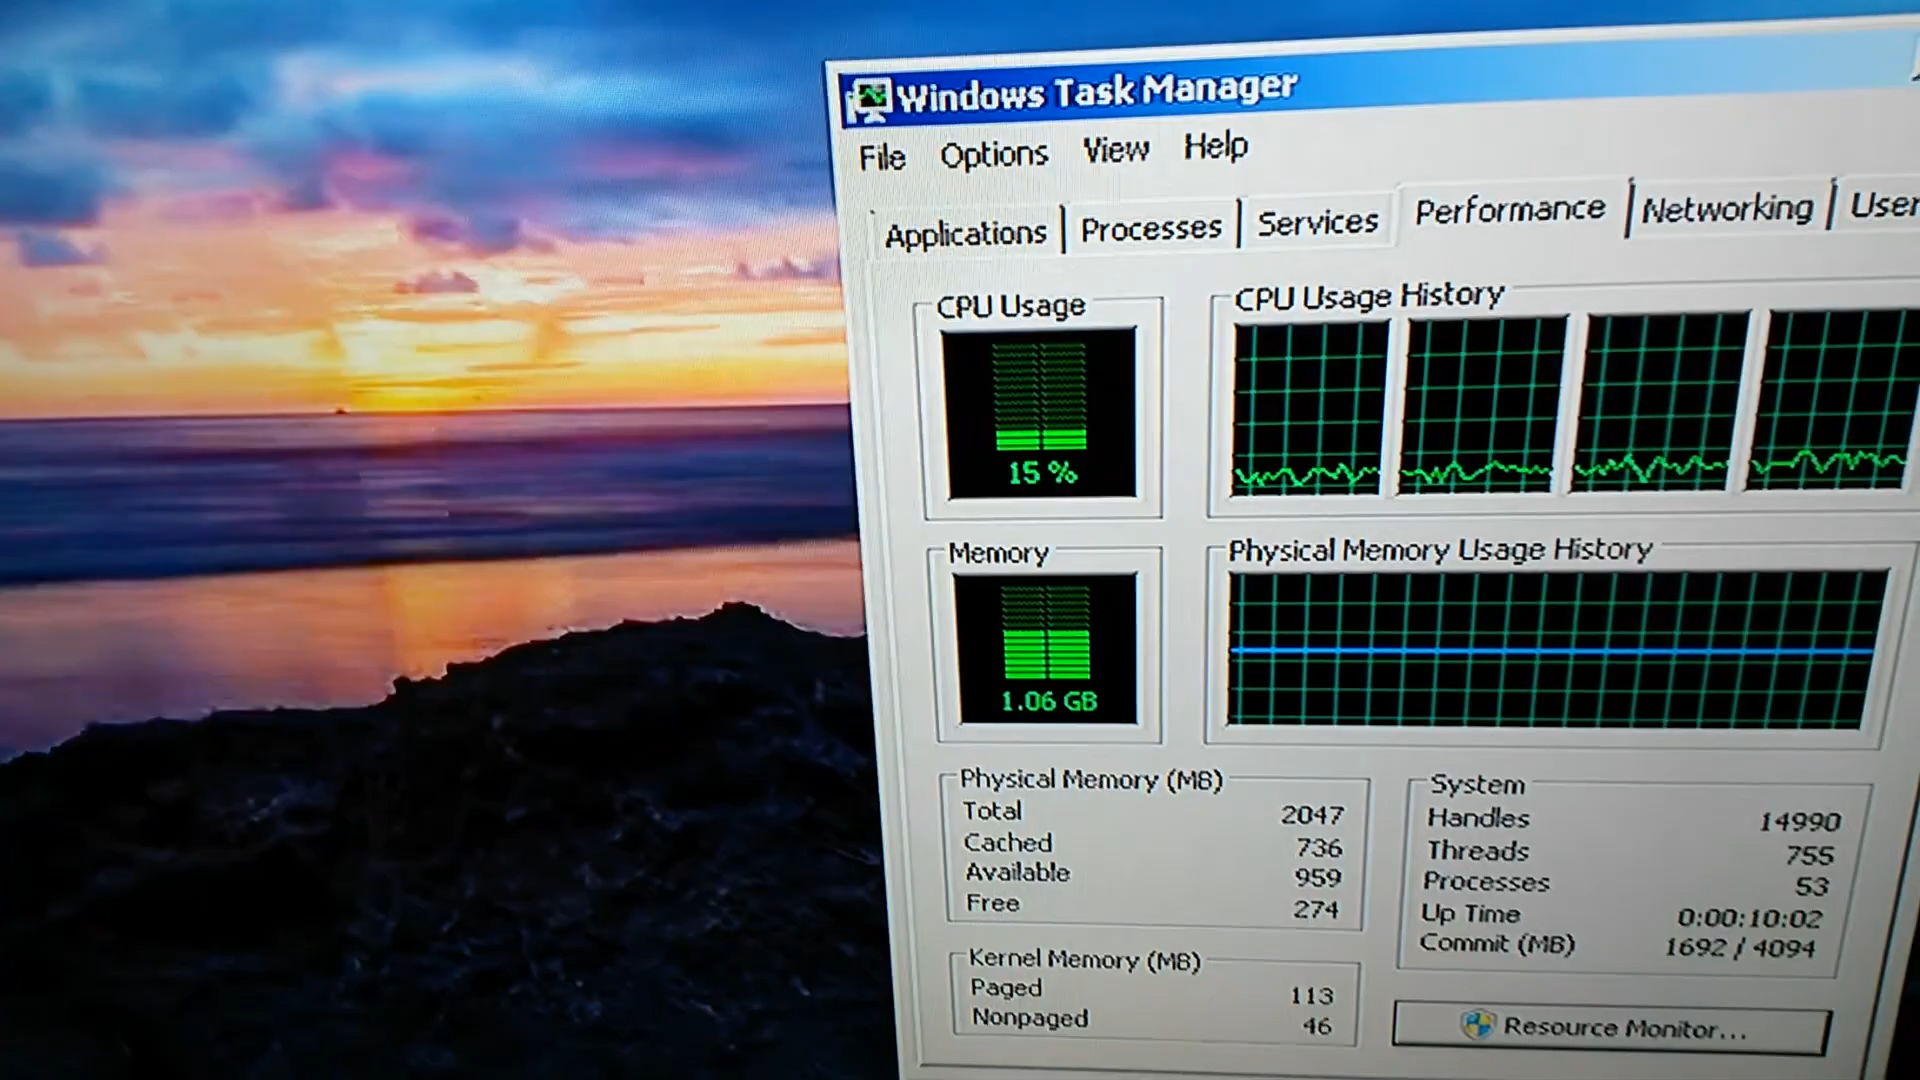 Windows Task Manager
File Options View Help
Applications Processes Services Performance Networking User
CPU Usage
CPU Usage History
15 %
Memory
Physical Memory Usage History
1.06 GB
Physical Memory (MB)
Total 2047
Cached 736
Available 959
Free 274
System
Handles 14990
Threads 755
Processes 53
Up Time 0:00:10:02
Commit (MB) 1692 / 4094
Kernel Memory (MB)
Paged 113
Nonpaged 46
Resource Monitor...